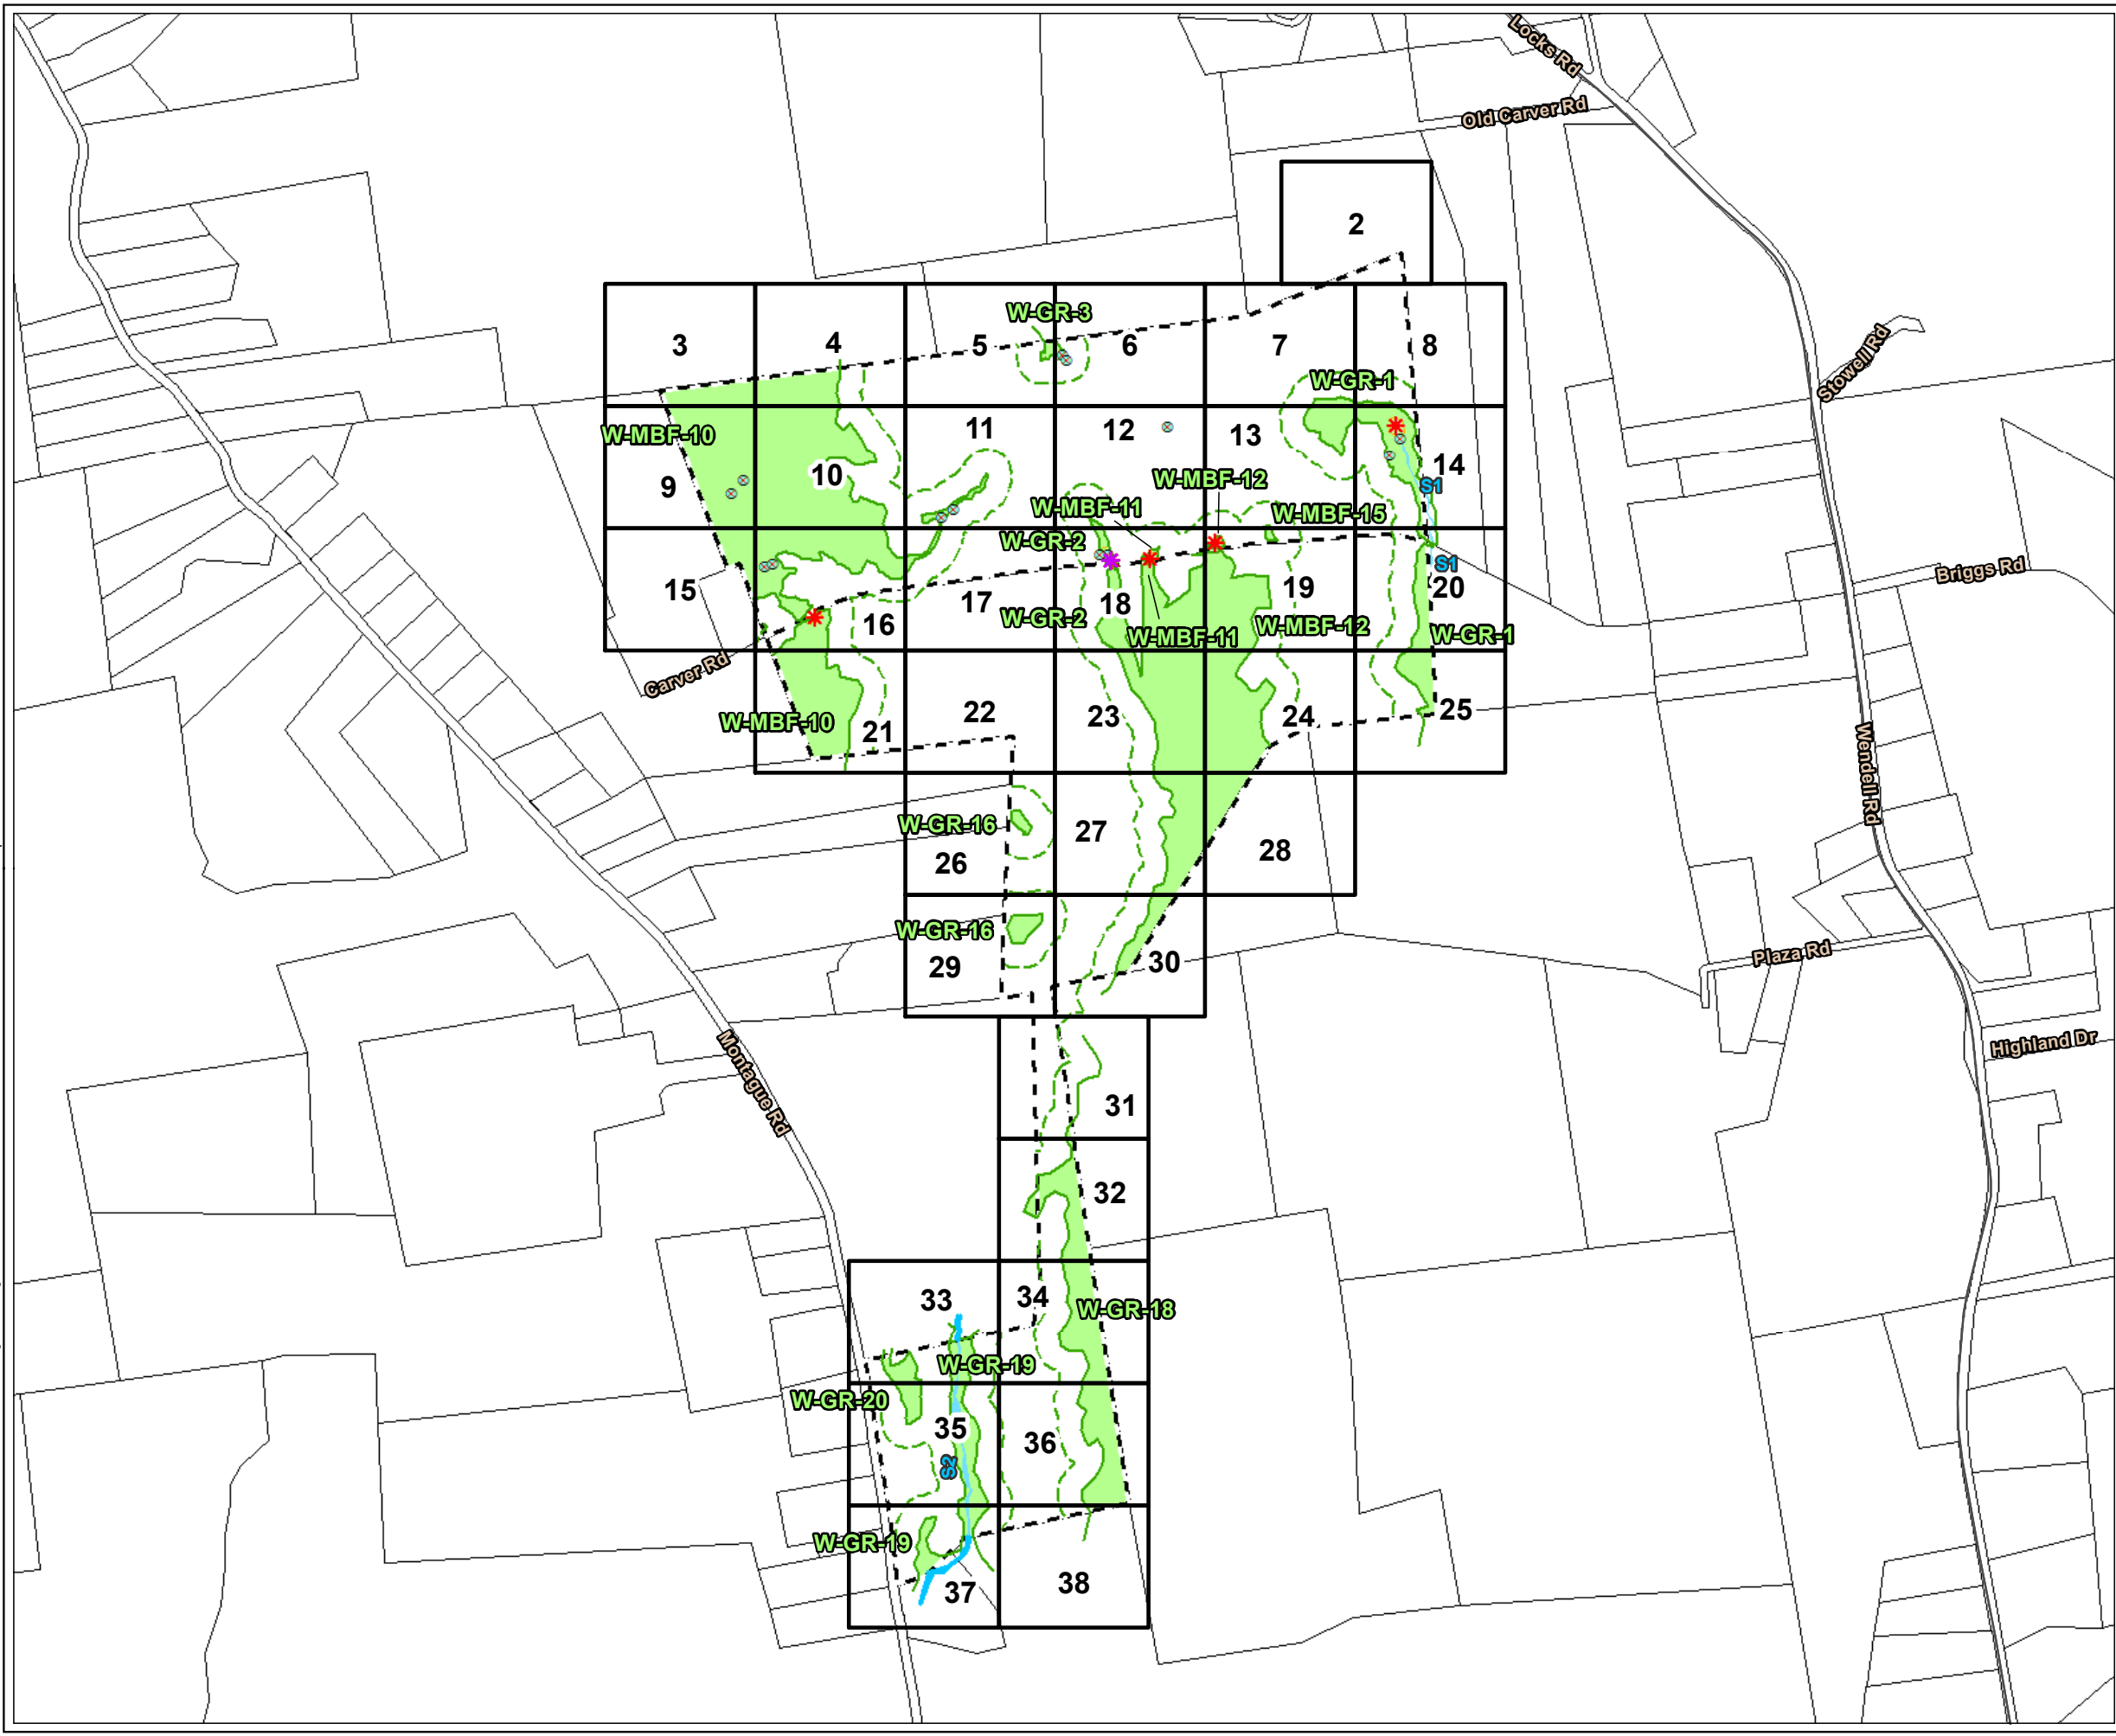 Locks Rd
Old Carver Rd
2
W-GR-3
3
4
5
6
7
8
Stowell Rd
W-GR-1
W-MBF-10
11
12
13
10
14
9
W-MBF-12
S1
W-MBF-11
W-MBF-15
W-GR-2
S1
Briggs Rd
15
17
18
19
20
W-GR-2
16
W-MBF-11
W-MBF-12
W-GR-1
Carver Rd
W-MBF-10
21
22
23
24
25
Wendell Rd
W-GR-16
27
26
28
W-GR-16
29
30
Plaza Rd
Highland Dr
Montague Rd
31
32
33
34
W-GR-18
W-GR-19
W-GR-20
35
36
S2
W-GR-19
37
38